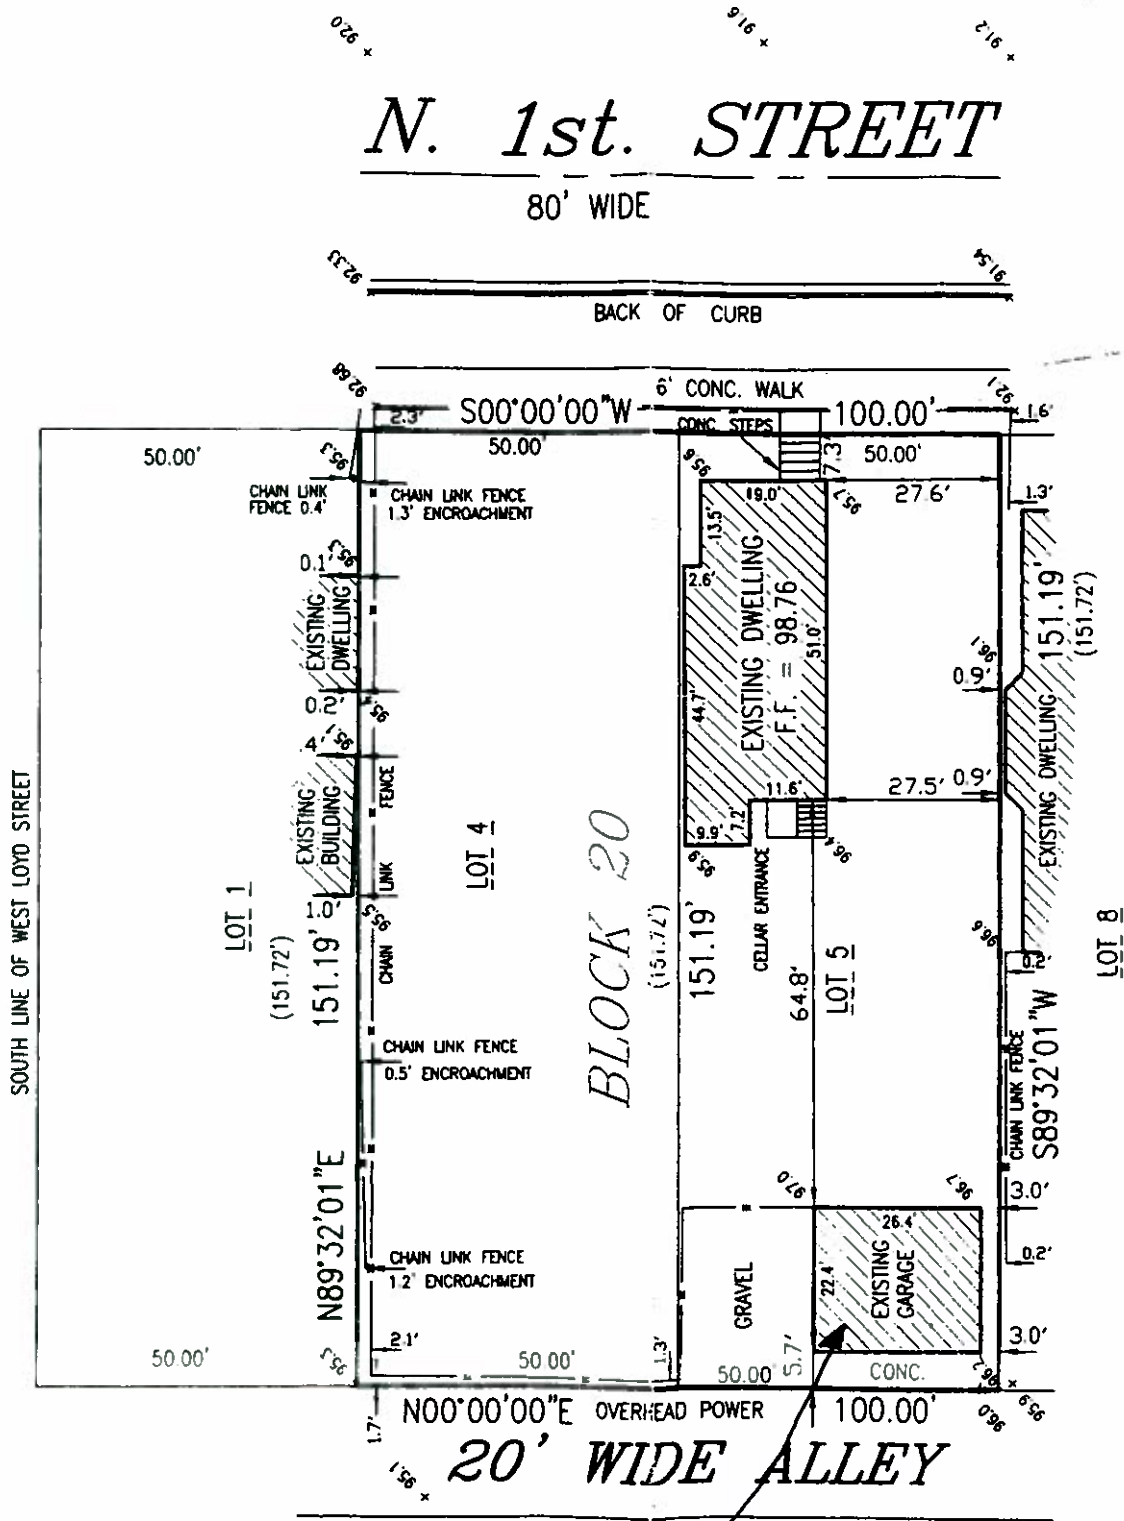 92.0
91.6
91.2
N. 1st. STREET
80' WIDE
92.33
91.54
BACK OF CURB
92.68
6' CONC. WALK
92.1
2.3'
S00°00'00"W
100.00'
1.6'
CONC. STEPS
50.00'
95.3
50.00'
95.6
7.3'
50.00'
CHAIN LINK
FENCE 0.4'
CHAIN LINK FENCE
1.3' ENCROACHMENT
19.0'
95.7
27.6'
1.3'
13.5'
0.1'
95.3
2.6'
EXISTING
DWELLING
EXISTING DWELLING
F.F. = 98.76
51.0'
151.19'
(151.72')
96.1
0.9'
0.2'
95.4
44.7'
4'
95.1
EXISTING
BUILDING
CHAIN LINK FENCE
11.6'
27.5'
0.9'
EXISTING DWELLING
7.2'
9.9'
95.9
96.4
SOUTH LINE OF WEST LOYD STREET
LOT 1
LOT 4
BLOCK 20
CELLAR ENTRANCE
LOT 5
LOT 8
1.0'
95.5
96.6
0.2'
(151.72')
151.19'
(151.72')
151.19'
64.8'
CHAIN LINK FENCE
0.5' ENCROACHMENT
CHAIN LINK FENCE
S89°32'01"W
N89°32'01"E
97.0
96.7
3.0'
26.4'
CHAIN LINK FENCE
1.2' ENCROACHMENT
GRAVEL
22.4'
EXISTING
GARAGE
0.2'
2.1'
1.3'
5.7'
3.0'
50.00'
50.00'
50.00'
CONC.
96.2
95.9
96.0
1.7'
N00°00'00"E
OVERHEAD POWER
100.00'
95.1
20' WIDE ALLEY